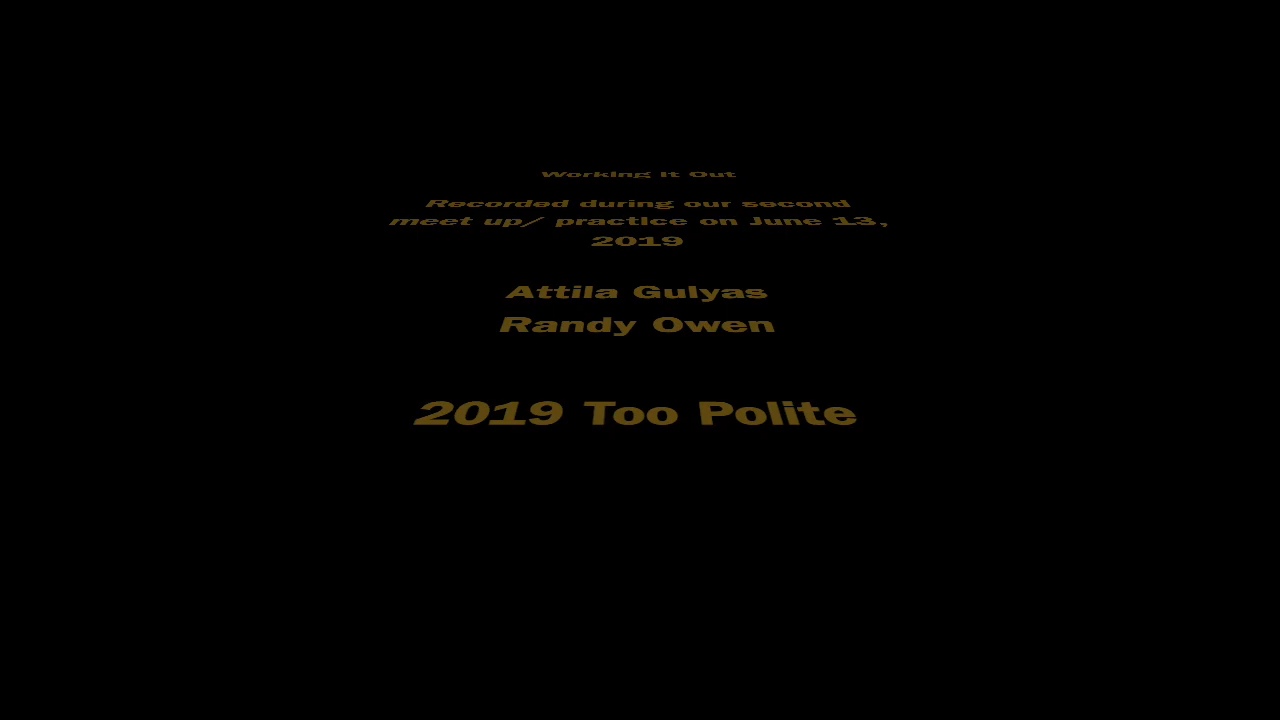 Working It Out
Recorded during our second
meet up/ practice on June 13,
2019
Attila Gulyas
Randy Owen
2019 Too Polite